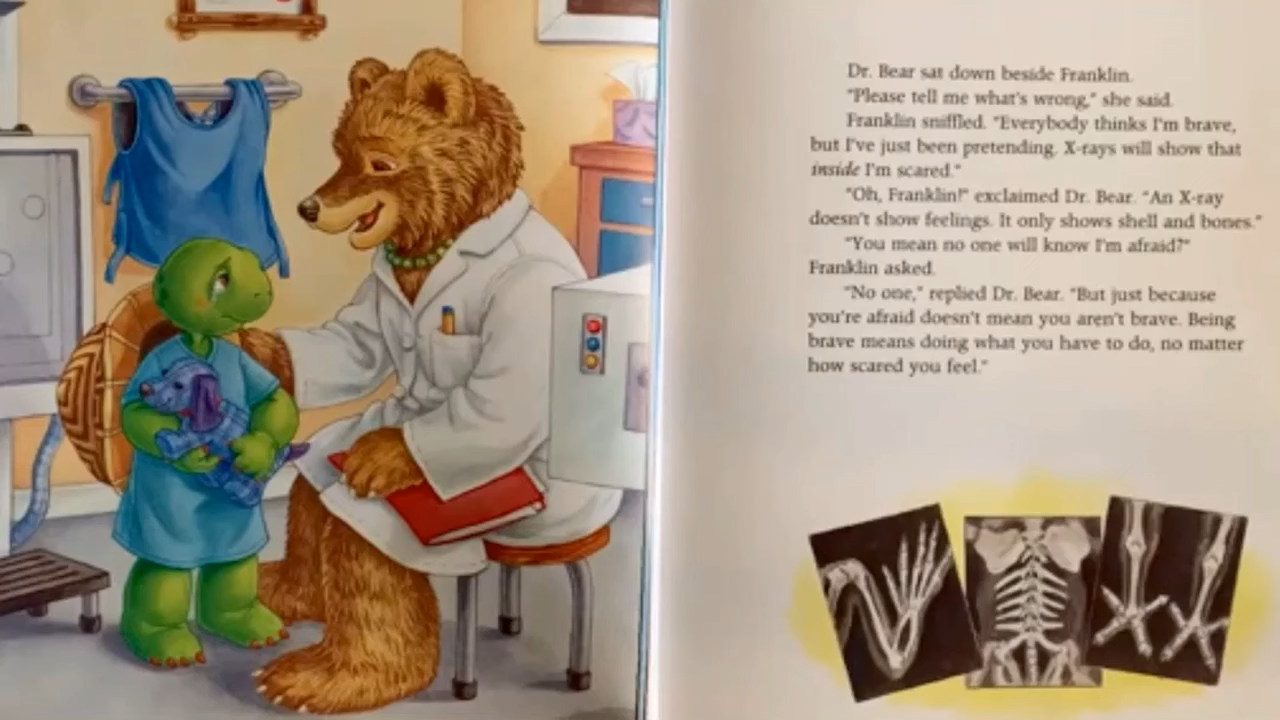 Dr. Bear sat down beside Franklin.
"Please tell me what's wrong," she said.
Franklin sniffled. "Everybody thinks I'm brave,
but I've just been pretending. X-rays will show that
inside I'm scared."
"Oh, Franklin!" exclaimed Dr. Bear. "An X-ray
doesn't show feelings. It only shows shell and bones."
"You mean no one will know I'm afraid?"
Franklin asked.
"No one," replied Dr. Bear. "But just because
you're afraid doesn't mean you aren't brave. Being
brave means doing what you have to do, no matter
how scared you feel."